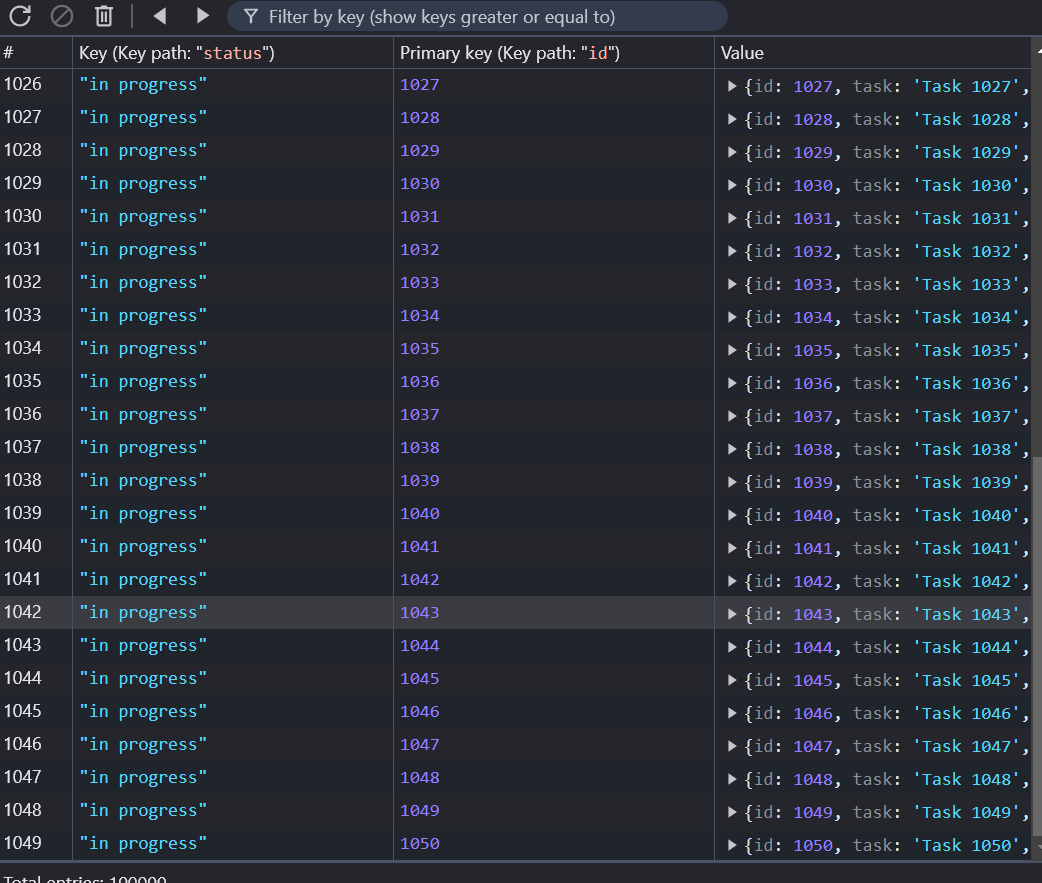 Filter by key (show keys greater or equal to)
# Key (Key path: "status") Primary key (Key path: "id") Value
1026 "in progress" 1027 ▶ {id: 1027, task: 'Task 1027',
1027 "in progress" 1028 ▶ {id: 1028, task: 'Task 1028',
1028 "in progress" 1029 ▶ {id: 1029, task: 'Task 1029',
1029 "in progress" 1030 ▶ {id: 1030, task: 'Task 1030',
1030 "in progress" 1031 ▶ {id: 1031, task: 'Task 1031',
1031 "in progress" 1032 ▶ {id: 1032, task: 'Task 1032',
1032 "in progress" 1033 ▶ {id: 1033, task: 'Task 1033',
1033 "in progress" 1034 ▶ {id: 1034, task: 'Task 1034',
1034 "in progress" 1035 ▶ {id: 1035, task: 'Task 1035',
1035 "in progress" 1036 ▶ {id: 1036, task: 'Task 1036',
1036 "in progress" 1037 ▶ {id: 1037, task: 'Task 1037',
1037 "in progress" 1038 ▶ {id: 1038, task: 'Task 1038',
1038 "in progress" 1039 ▶ {id: 1039, task: 'Task 1039',
1039 "in progress" 1040 ▶ {id: 1040, task: 'Task 1040',
1040 "in progress" 1041 ▶ {id: 1041, task: 'Task 1041',
1041 "in progress" 1042 ▶ {id: 1042, task: 'Task 1042',
1042 "in progress" 1043 ▶ {id: 1043, task: 'Task 1043',
1043 "in progress" 1044 ▶ {id: 1044, task: 'Task 1044',
1044 "in progress" 1045 ▶ {id: 1045, task: 'Task 1045',
1045 "in progress" 1046 ▶ {id: 1046, task: 'Task 1046',
1046 "in progress" 1047 ▶ {id: 1047, task: 'Task 1047',
1047 "in progress" 1048 ▶ {id: 1048, task: 'Task 1048',
1048 "in progress" 1049 ▶ {id: 1049, task: 'Task 1049',
1049 "in progress" 1050 ▶ {id: 1050, task: 'Task 1050',
Total entries: 100000